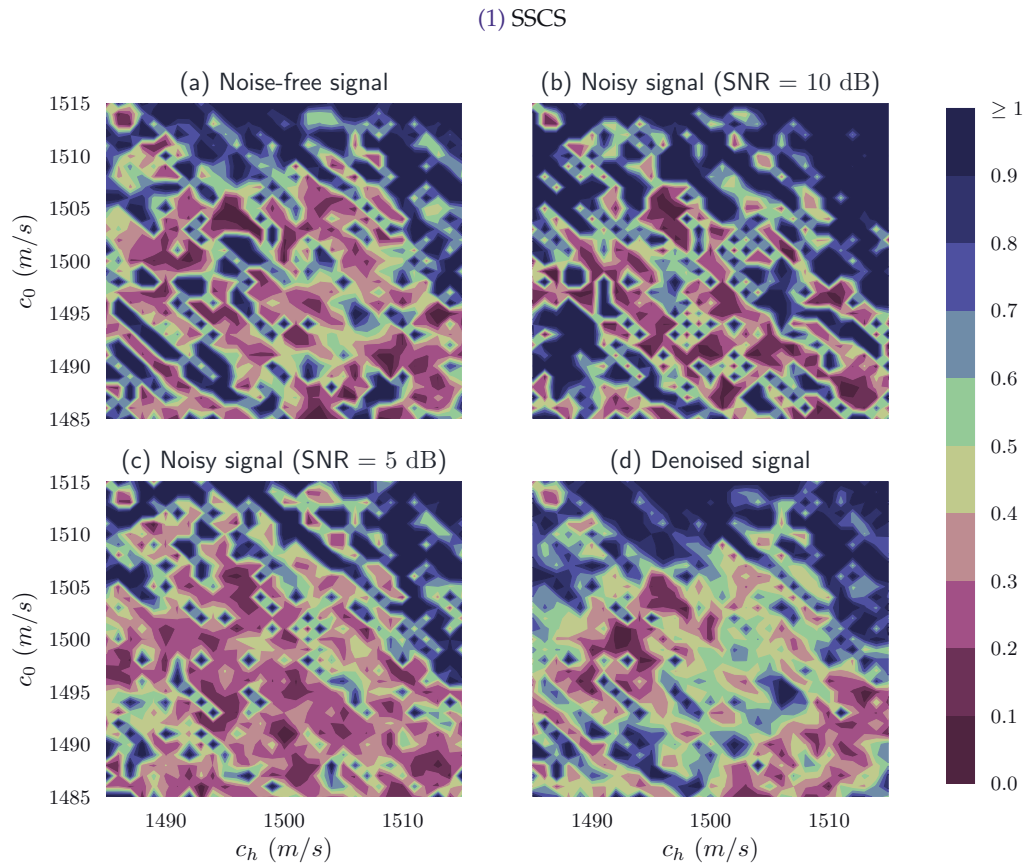 (1) SSCS
(a) Noise-free signal
(b) Noisy signal (SNR = 10 dB)
1515
1510
1505
1500
1495
1490
1485
c₀ (m/s)
≥ 1
0.9
0.8
0.7
0.6
0.5
0.4
0.3
0.2
0.1
0.0
(c) Noisy signal (SNR = 5 dB)
(d) Denoised signal
1515
1510
1505
1500
1495
1490
1485
c₀ (m/s)
1490 1500 1510
1490 1500 1510
cₕ (m/s)
cₕ (m/s)